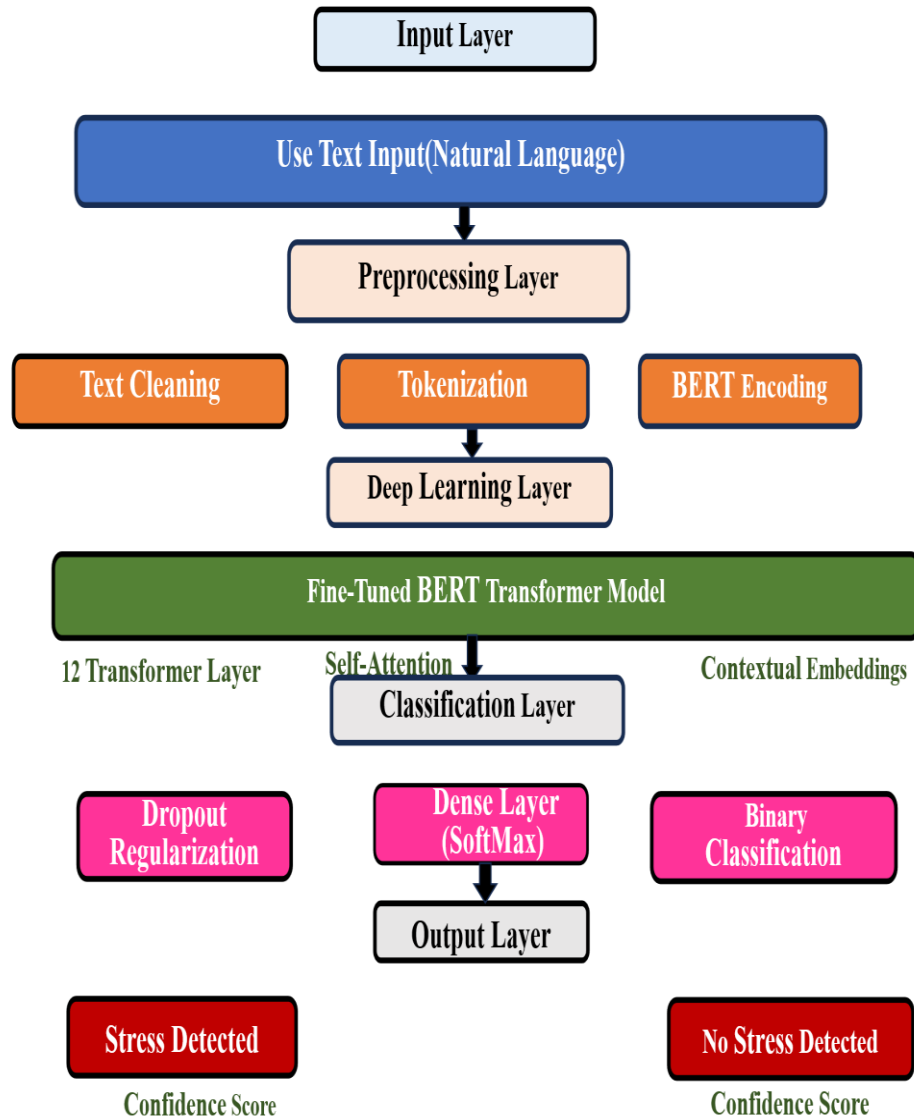 Input Layer
Use Text Input(Natural Language)
Preprocessing Layer
Text Cleaning
Tokenization
BERT Encoding
Deep Learning Layer
Fine-Tuned BERT Transformer Model
12 Transformer Layer
Self-Attention
Contextual Embeddings
Classification Layer
Dropout
Regularization
Dense Layer
(SoftMax)
Binary
Classification
Output Layer
Stress Detected
No Stress Detected
Confidence Score
Confidence Score